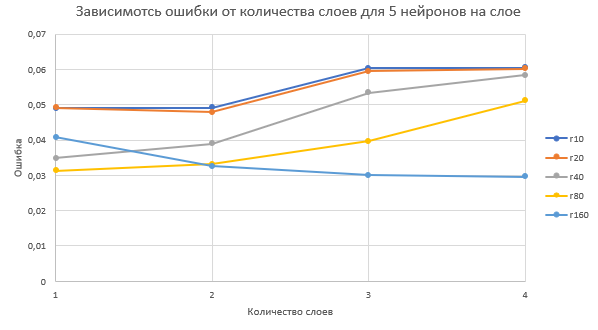 Зависимотсь ошибки от количества слоев для 5 нейронов на слое
0,07
0,06
0,05
0,04
0,03
0,02
0,01
0
Ошибка
1 2 3 4
Количество слоев
r10
r20
r40
r80
r160